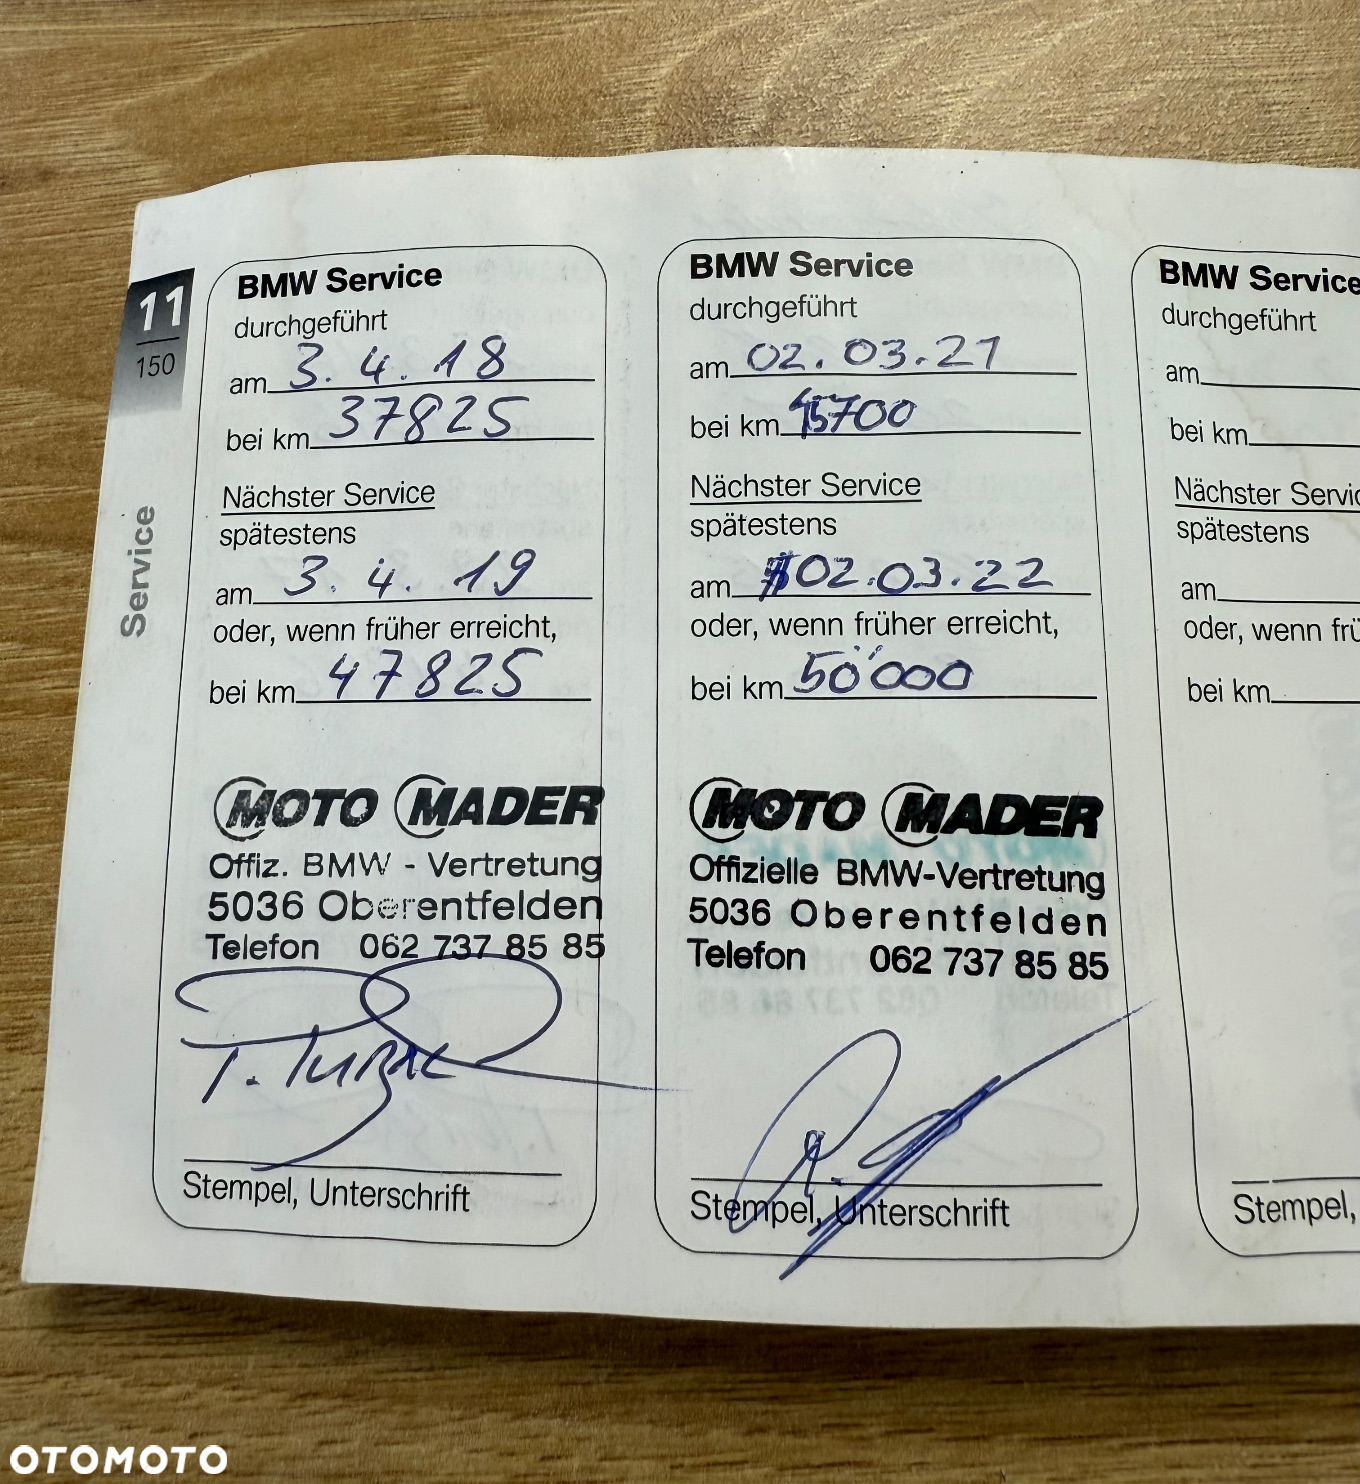 11
150
Service
BMW Service
durchgeführt
am 3.4.18
bei km 37825
Nächster Service
spätestens
am 3.4.19
oder, wenn früher erreicht,
bei km 47825
MOTO MADER
Offiz. BMW - Vertretung
5036 Oberentfelden
Telefon 062 737 85 85
Stempel, Unterschrift
BMW Service
durchgeführt
am 02.03.21
bei km 45700
Nächster Service
spätestens
am 02.03.22
oder, wenn früher erreicht,
bei km 50'000
MOTO MADER
Offizielle BMW-Vertretung
5036 Oberentfelden
Telefon 062 737 85 85
Stempel, Unterschrift
BMW Service
durchgeführt
am
bei km
Nächster Servic
spätestens
am
oder, wenn frü
bei km
Stempel,
OTOMOTO